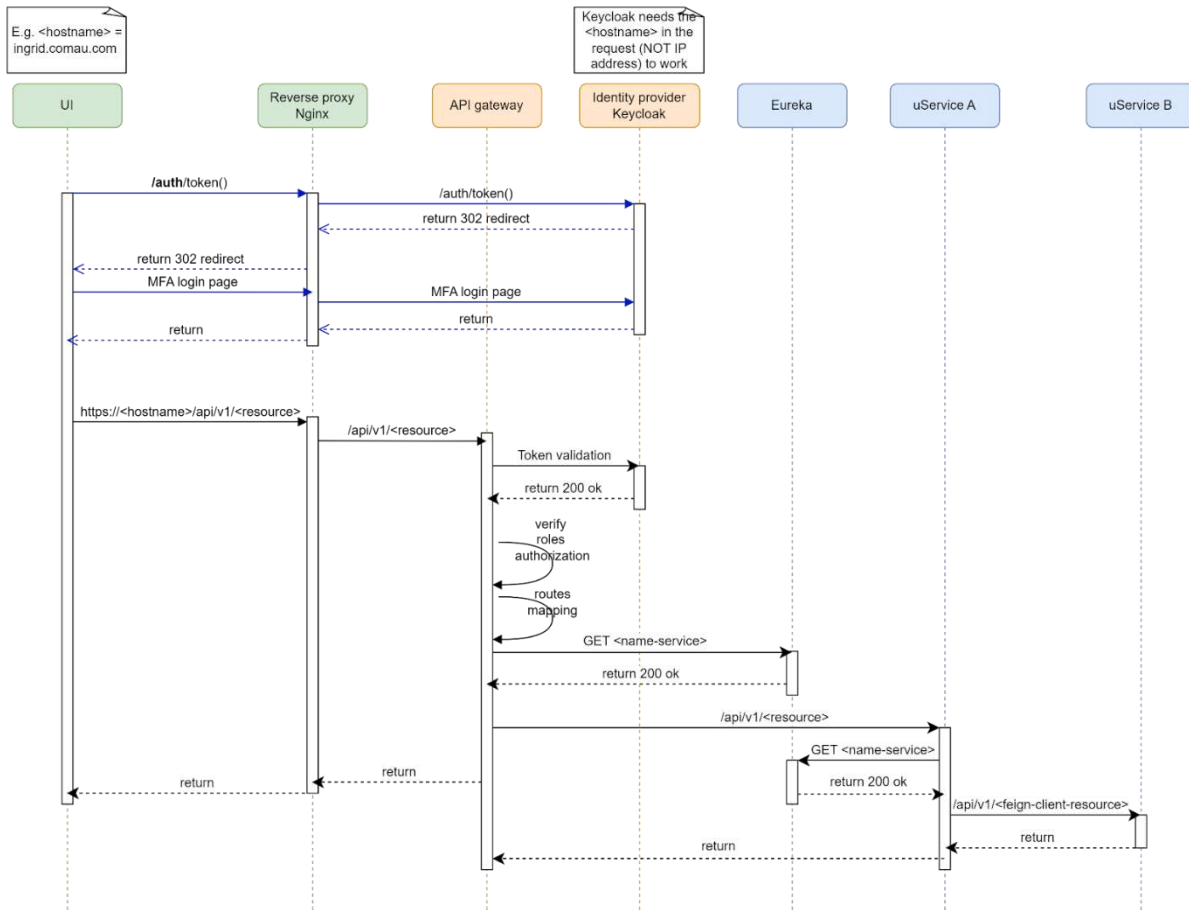 E.g. <hostname> =
ingrid.comau.com
Keycloak needs the
<hostname> in the
request (NOT IP
address) to work
UI
Reverse proxy
Nginx
API gateway
Identity provider
Keycloak
Eureka
uService A
uService B
/auth/token()
/auth/token()
return 302 redirect
return 302 redirect
MFA login page
MFA login page
return
return
https://<hostname>/api/v1/<resource>
/api/v1/<resource>
Token validation
return 200 ok
verify
roles
authorization
routes
mapping
GET <name-service>
return 200 ok
/api/v1/<resource>
GET <name-service>
return
return
return 200 ok
/api/v1/<feign-client-resource>
return
return